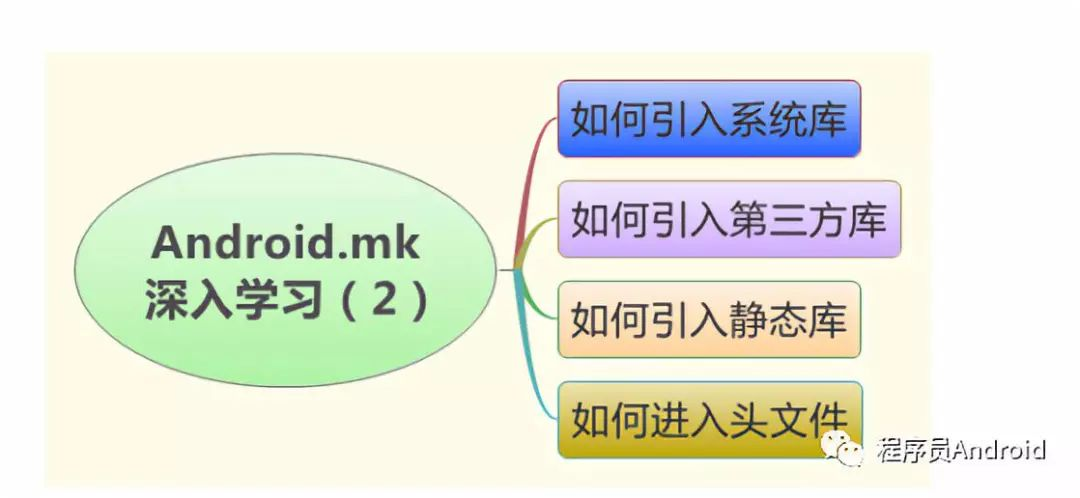 Android.mk
深入学习（2）
如何引入系统库
如何引入第三方库
如何引入静态库
如何进入头文件
程序员Android